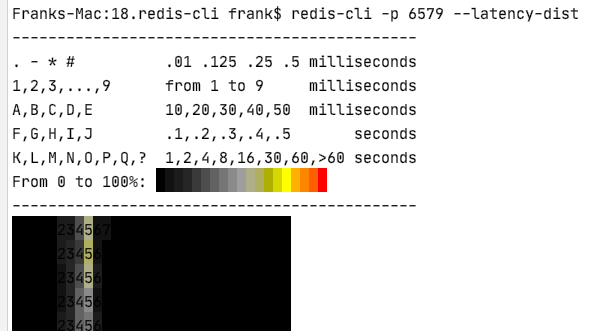 Franks-Mac:18.redis-cli frank$ redis-cli -p 6579 --latency-dist
---------------------------------------------
. - * #          .01 .125 .25 .5 milliseconds
1,2,3,...,9      from 1 to 9     milliseconds
A,B,C,D,E        10,20,30,40,50  milliseconds
F,G,H,I,J        .1,.2,.3,.4,.5       seconds
K,L,M,N,O,P,Q,?  1,2,4,8,16,30,60,>60 seconds
From 0 to 100%:
---------------------------------------------
234567
23456
23456
23456
23456